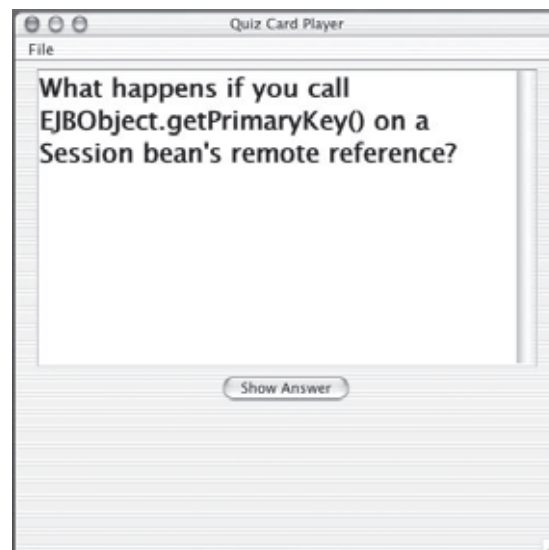 Quiz Card Player
File
What happens if you call
EJBObject.getPrimaryKey() on a
Session bean's remote reference?
Show Answer